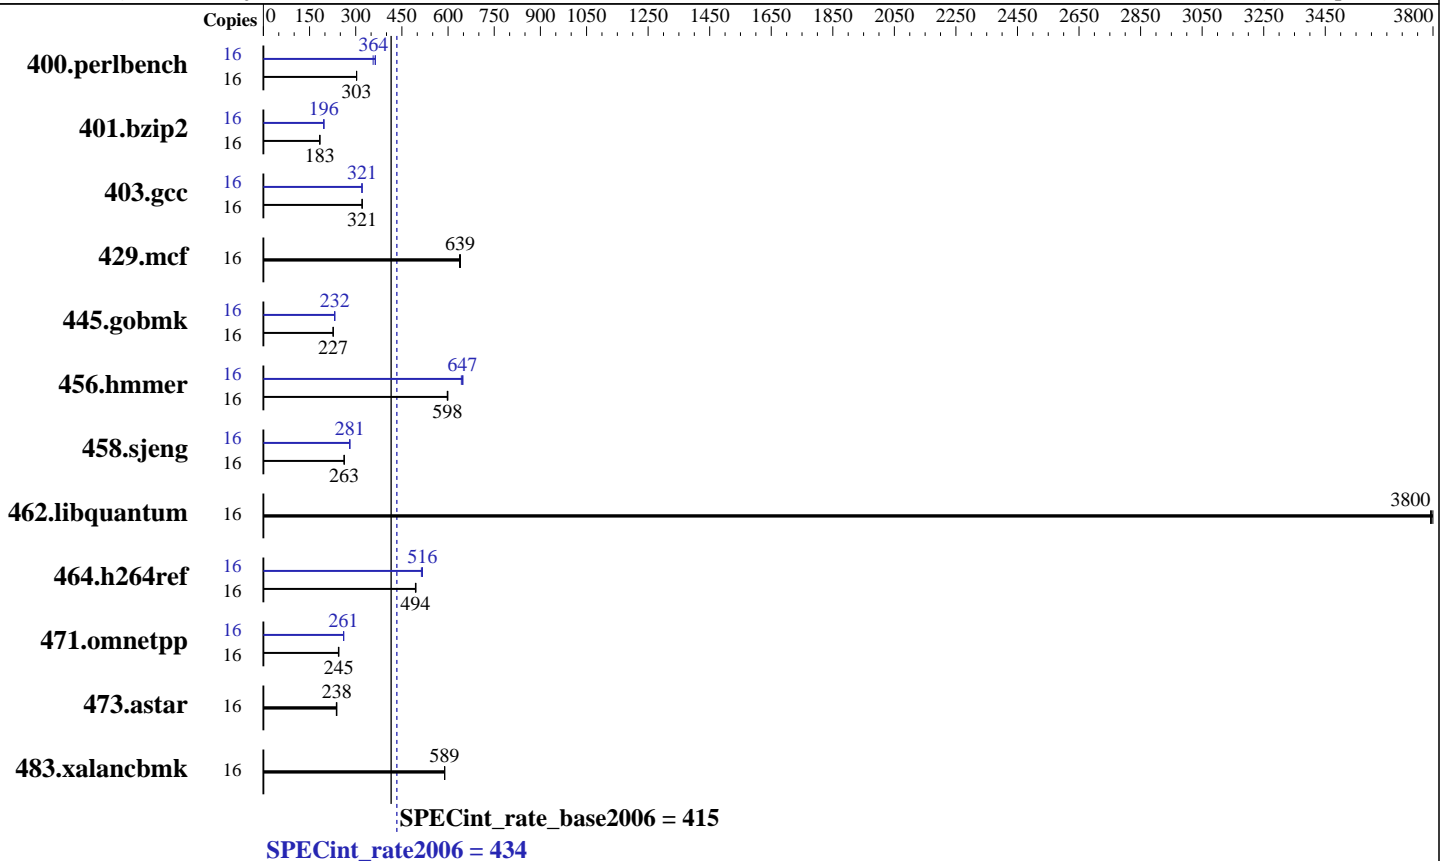 Copies 0 150 300 450 600 750 900 1050 1250 1450 1650 1850 2050 2250 2450 2650 2850 3050 3250 3450 3800
400.perlbench 16 364
16 303
401.bzip2 16 196
16 183
403.gcc 16 321
16 321
429.mcf 16 639
445.gobmk 16 232
16 227
456.hmmer 16 647
16 598
458.sjeng 16 281
16 263
462.libquantum 16 3800
464.h264ref 16 516
16 494
471.omnetpp 16 261
16 245
473.astar 16 238
483.xalancbmk 16 589
SPECint_rate_base2006 = 415
SPECint_rate2006 = 434